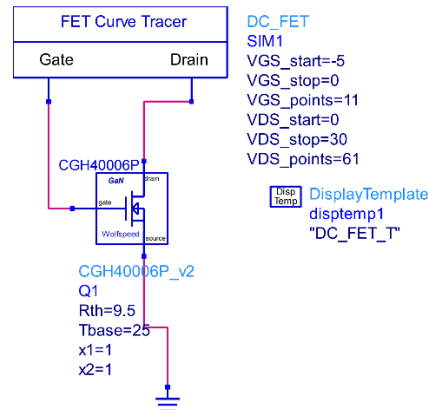 FET Curve Tracer
Gate
Drain
DC_FET
SIM1
VGS_start=-5
VGS_stop=0
VGS_points=11
VDS_start=0
VDS_stop=30
VDS_points=61
Disp
Temp
DisplayTemplate
disptemp1
"DC_FET_T"
CGH40006P
GaN
drain
gate
Wolfspeed
source
CGH40006P_v2
Q1
Rth=9.5
Tbase=25
x1=1
x2=1